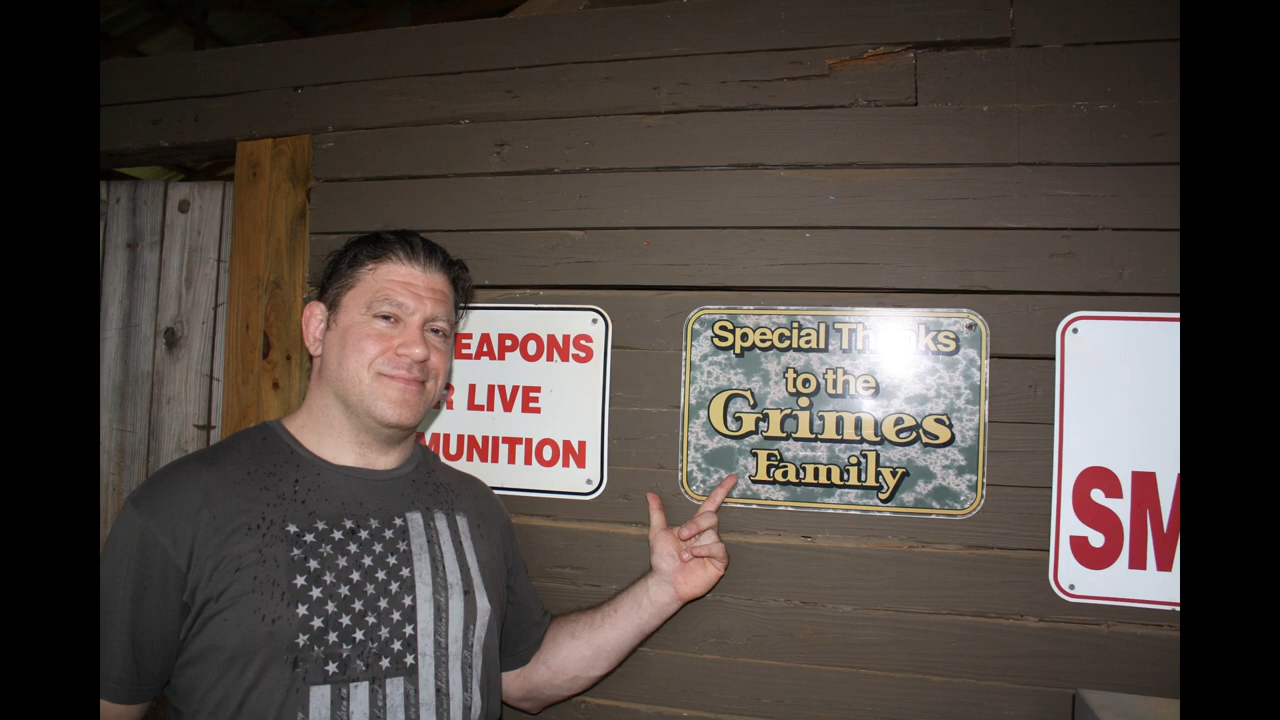 EAPONS
R LIVE
MUNITION
Special Thanks
to the
Grimes
Family
SM